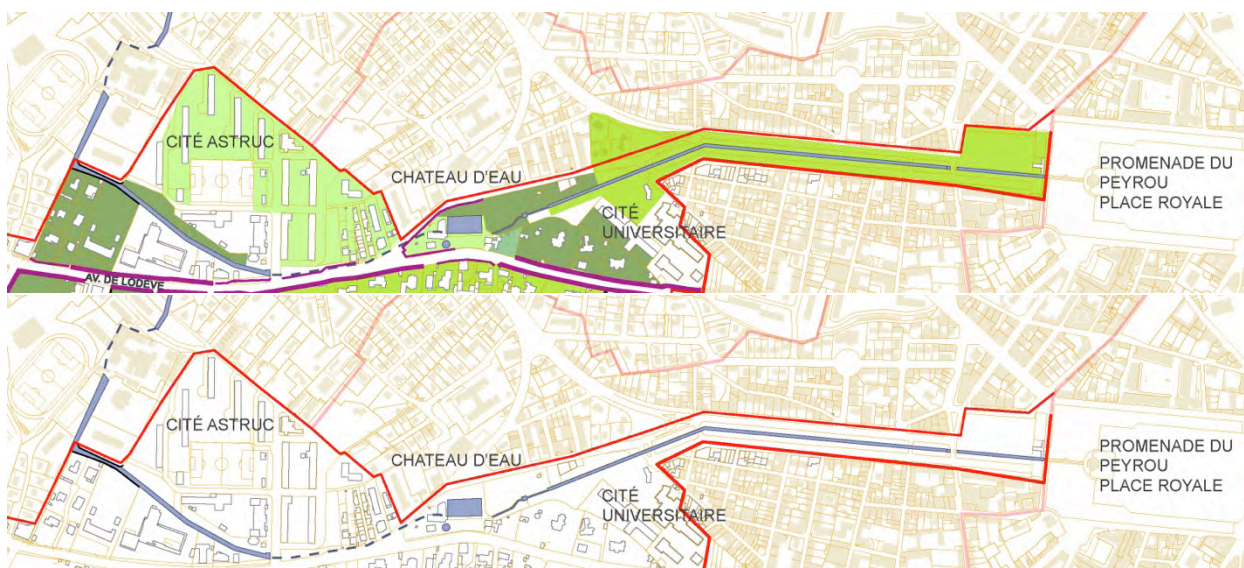 CITÉ ASTRUC
CHATEAU D'EAU
CITÉ
UNIVERSITAIRE
PROMENADE DU
PEYROU
PLACE ROYALE
AV. DE LODÈVE
CITÉ ASTRUC
CHATEAU D'EAU
CITÉ
UNIVERSITAIRE
PROMENADE DU
PEYROU
PLACE ROYALE